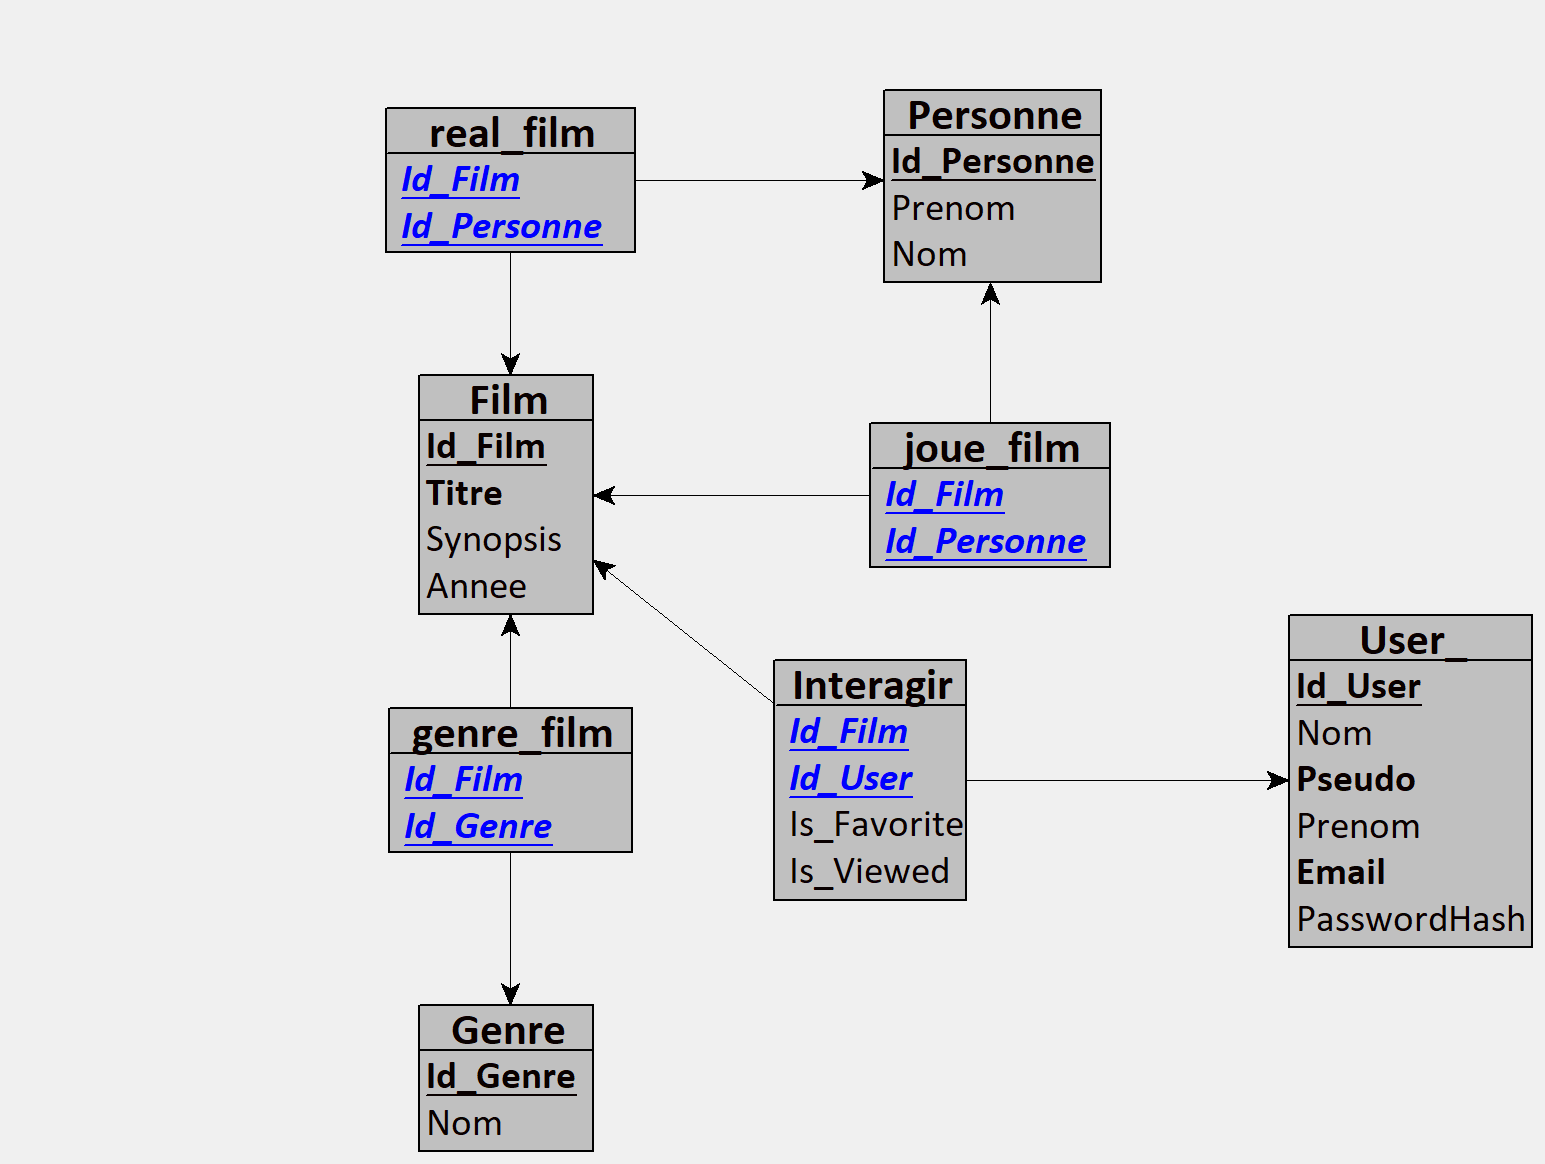 real_film
Id_Film
Id_Personne
Personne
Id_Personne
Prenom
Nom
Film
Id_Film
Titre
Synopsis
Annee
joue_film
Id_Film
Id_Personne
genre_film
Id_Film
Id_Genre
Interagir
Id_Film
Id_User
Is_Favorite
Is_Viewed
User_
Id_User
Nom
Pseudo
Prenom
Email
PasswordHash
Genre
Id_Genre
Nom